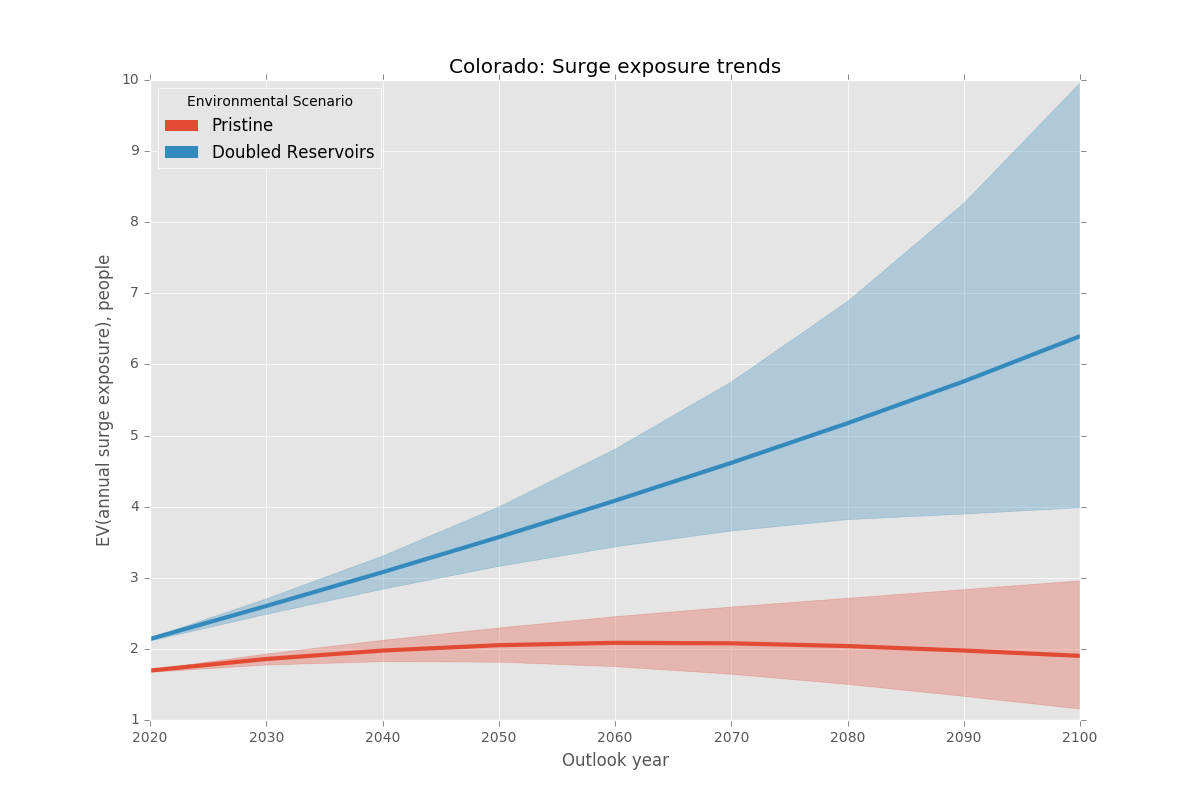 Colorado: Surge exposure trends
Environmental Scenario
Pristine
Doubled Reservoirs
EV(annual surge exposure), people
10
9
8
7
6
5
4
3
2
1
2020 2030 2040 2050 2060 2070 2080 2090 2100
Outlook year